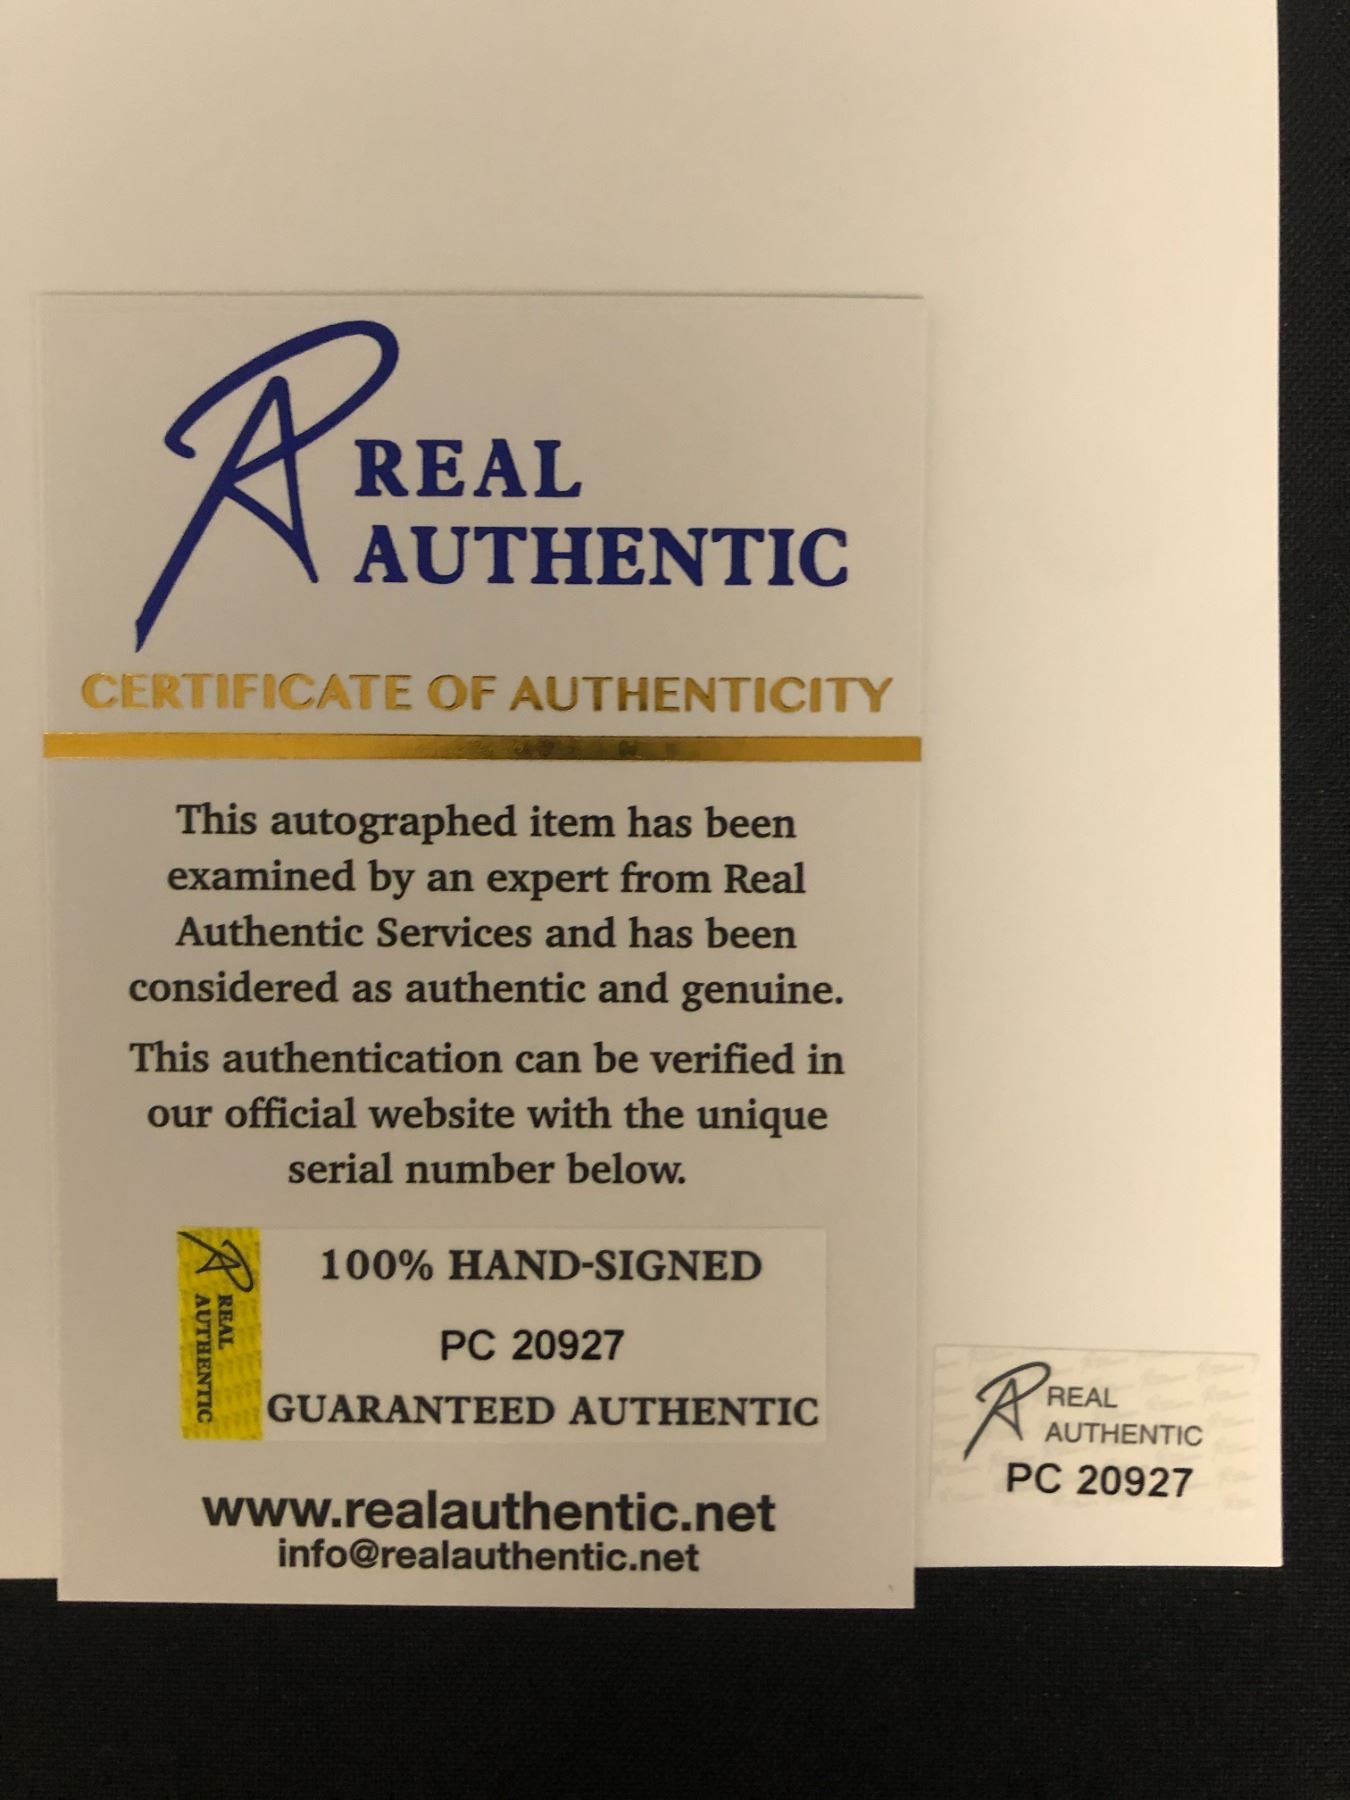 REAL
AUTHENTIC
CERTIFICATE OF AUTHENTICITY
This autographed item has been
examined by an expert from Real
Authentic Services and has been
considered as authentic and genuine.
This authentication can be verified in
our official website with the unique
serial number below.
REAL
AUTHENTIC
100% HAND-SIGNED
PC 20927
GUARANTEED AUTHENTIC
www.realauthentic.net
info@realauthentic.net
REAL
AUTHENTIC
PC 20927